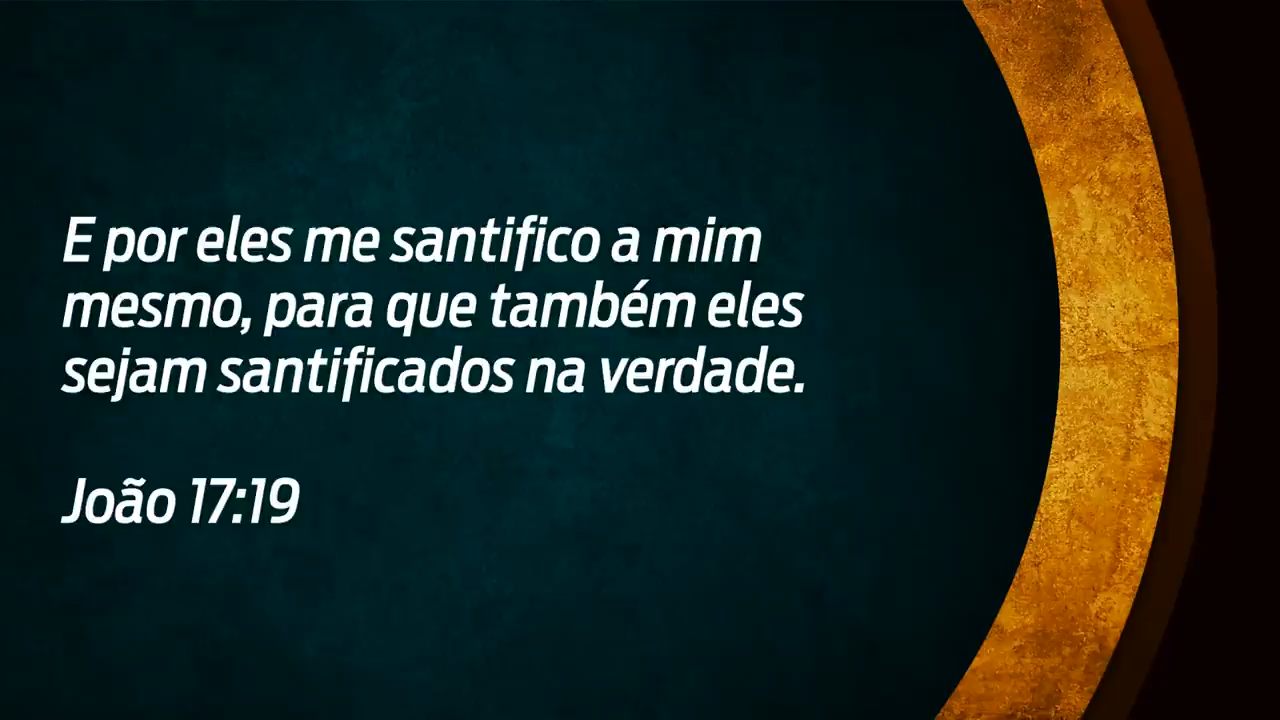 E por eles me santifico a mim
mesmo, para que também eles
sejam santificados na verdade.
João 17:19